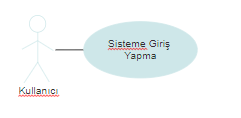 Sisteme Giriş
Yapma
Kullanıcı